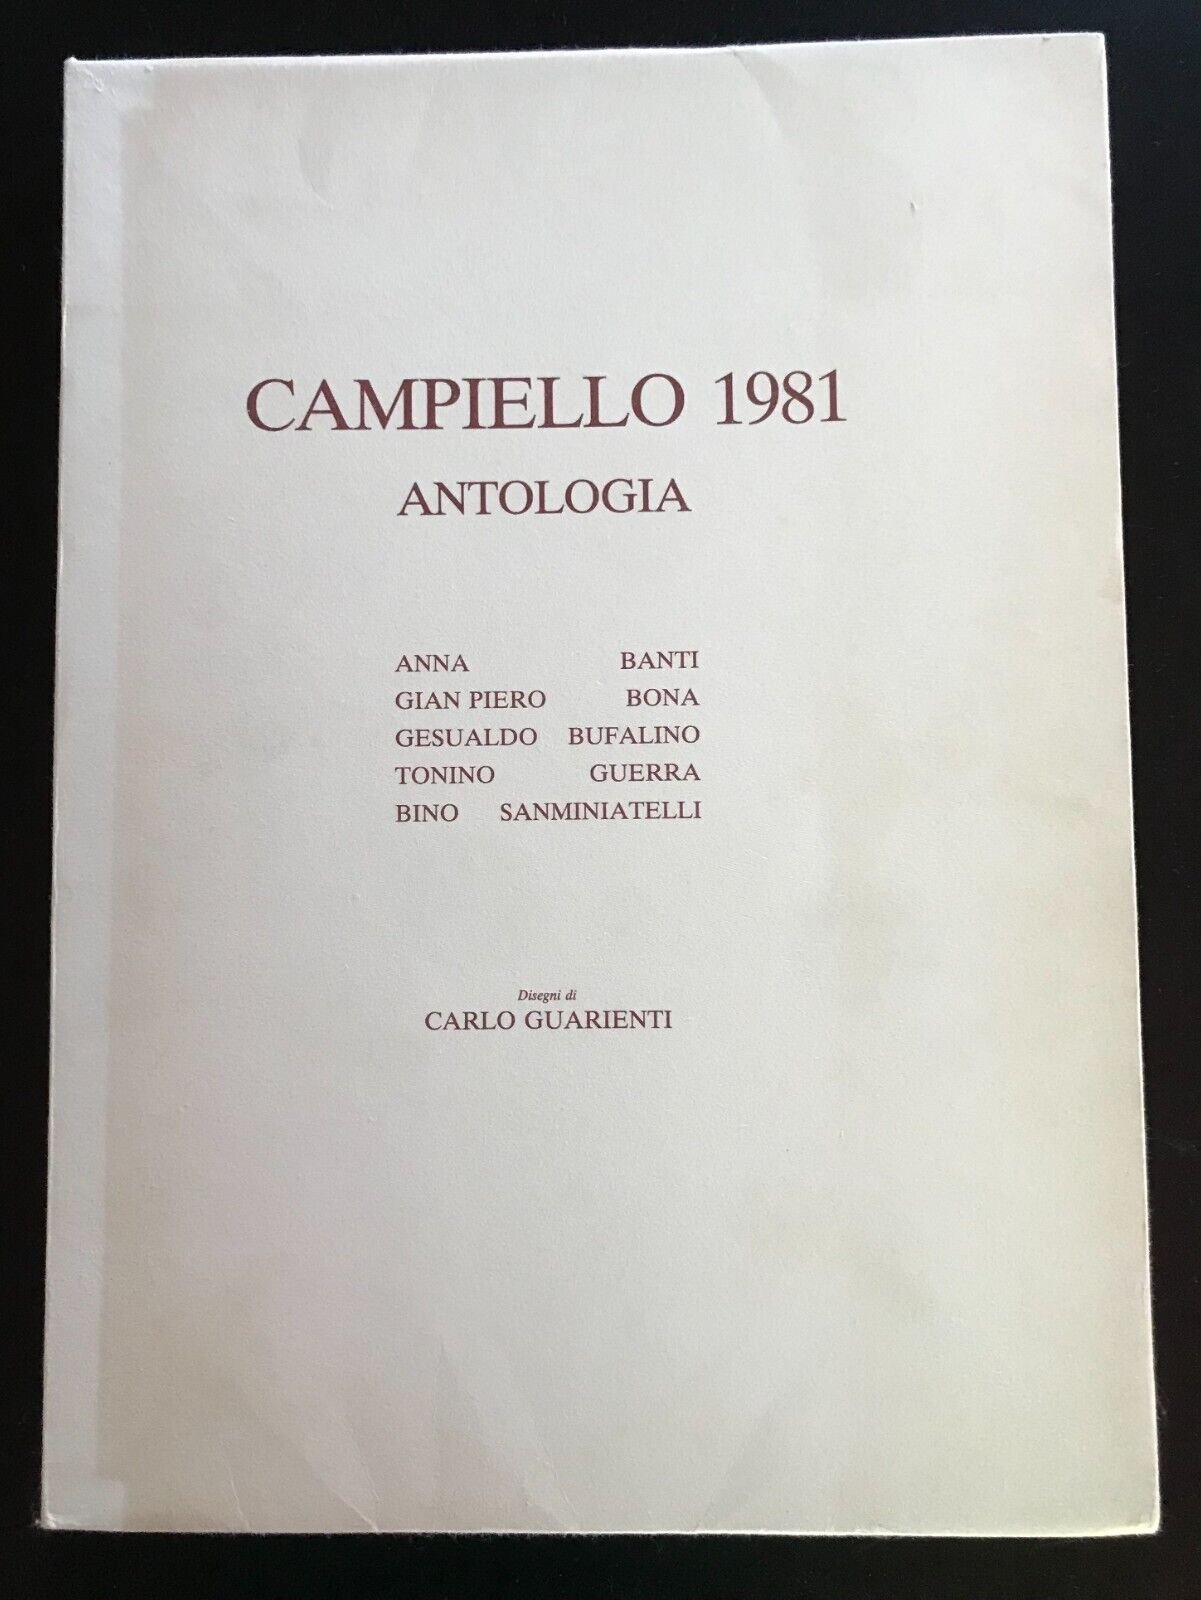 CAMPIELLO 1981
ANTOLOGIA
ANNA BANTI
GIAN PIERO BONA
GESUALDO BUFALINO
TONINO GUERRA
BINO SANMINIATELLI
Disegni di
CARLO GUARIENTI